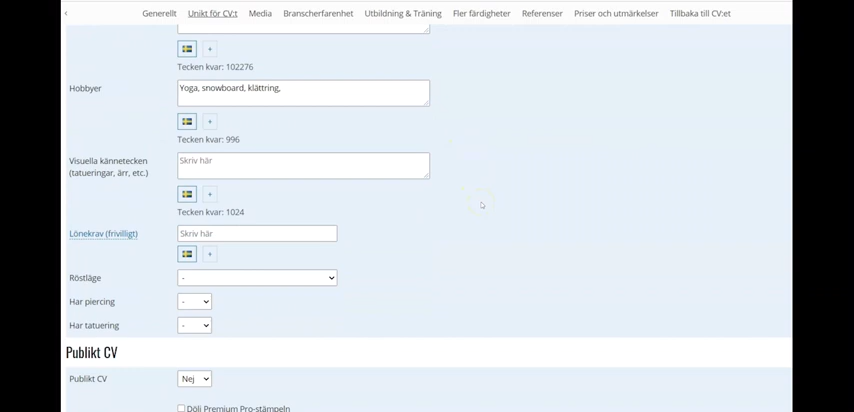 Generellt Unikt för CV:t Media Branscherfarenhet Utbildning & Träning Fler färdigheter Referenser Priser och utmärkelser Tillbaka till CV:et
+
Tecken kvar: 102276
Hobbyer Yoga, snowboard, klättring,
+
Tecken kvar: 996
Visuella kännetecken
(tatueringar, ärr, etc.) Skriv här
+
Tecken kvar: 1024
Lönekrav (frivilligt) Skriv här
+
Röstläge -
Har piercing -
Har tatuering -
Publikt CV
Publikt CV Nej
Dölj Premium Pro-stämpeln